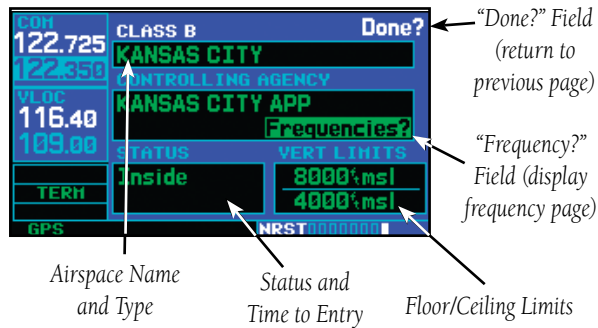 COM
122.725
122.350
VLOC
116.40
109.00
TERM
GPS
CLASS B
Done?
KANSAS CITY
CONTROLLING AGENCY
KANSAS CITY APP
Frequencies?
STATUS
VERT LIMITS
Inside
8000ft msl
4000ft msl
NRST
"Done?" Field
(return to
previous page)
"Frequency?"
Field (display
frequency page)
Airspace Name
and Type
Status and
Time to Entry
Floor/Ceiling Limits